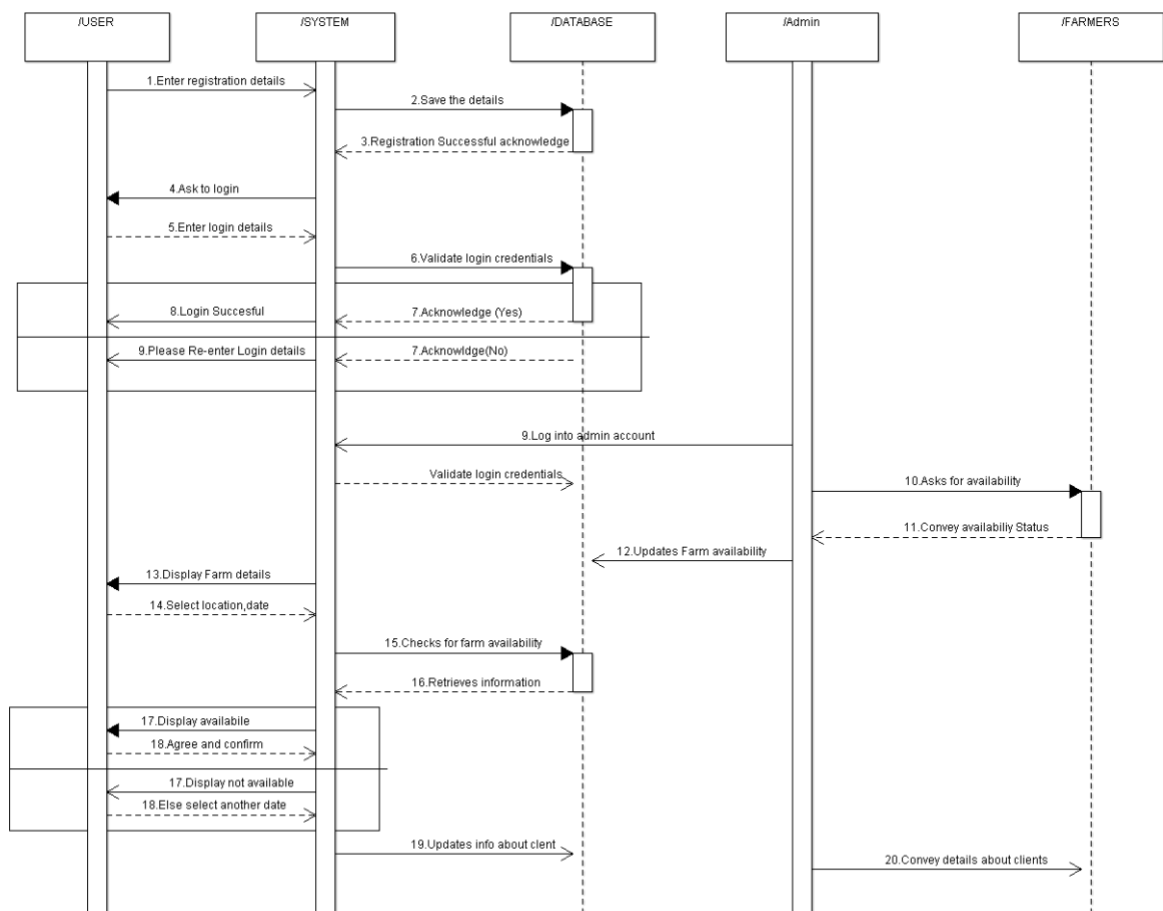 /USER
/SYSTEM
/DATABASE
/Admin
/FARMERS
1.Enter registration details
2.Save the details
3.Registration Successful acknowledge
4.Ask to login
5.Enter login details
6.Validate login credentials
8.Login Succesful
7.Acknowledge (Yes)
9.Please Re-enter Login details
7.Acknowldge(No)
9.Log into admin account
Validate login credentials
10.Asks for availability
11.Convey availabiliy Status
12.Updates Farm availability
13.Display Farm details
14.Select location,date
15.Checks for farm availability
16.Retrieves information
17.Display availabile
18.Agree and confirm
17.Display not available
18.Else select another date
19.Updates info about clent
20.Convey details about clients